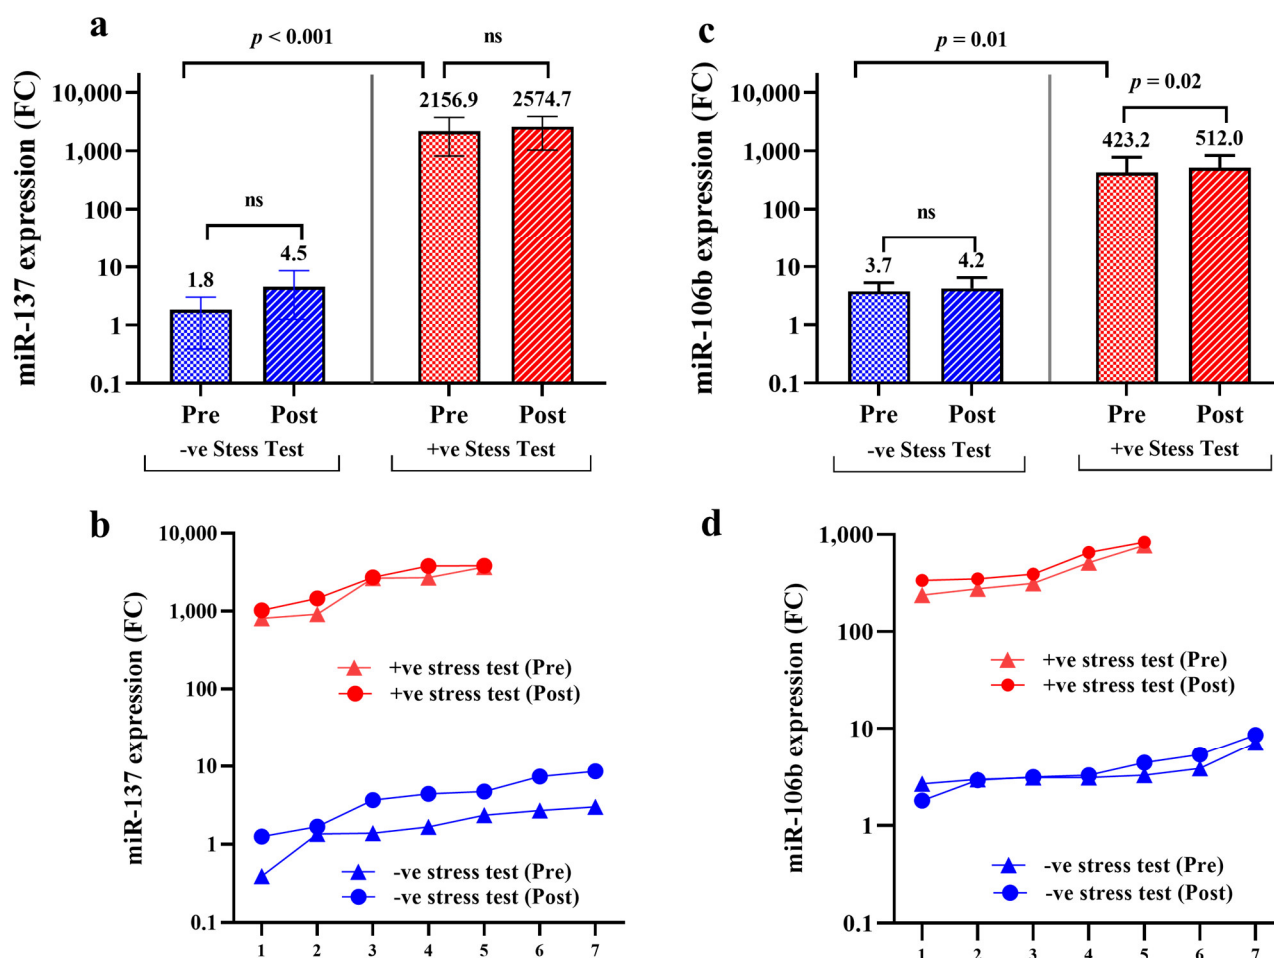 a
p < 0.001
ns
miR-137 expression (FC)
10,000
1,000
100
10
1
0.1
2156.9
2574.7
ns
1.8
4.5
Pre
Post
Pre
Post
-ve Stess Test
+ve Stess Test
c
p = 0.01
p = 0.02
miR-106b expression (FC)
10,000
1,000
100
10
1
0.1
423.2
512.0
ns
3.7
4.2
Pre
Post
Pre
Post
-ve Stess Test
+ve Stess Test
b
miR-137 expression (FC)
10,000
1,000
100
10
1
0.1
+ve stress test (Pre)
+ve stress test (Post)
-ve stress test (Pre)
-ve stress test (Post)
1 2 3 4 5 6 7
d
miR-106b expression (FC)
1,000
100
10
1
0.1
+ve stress test (Pre)
+ve stress test (Post)
-ve stress test (Pre)
-ve stress test (Post)
1 2 3 4 5 6 7